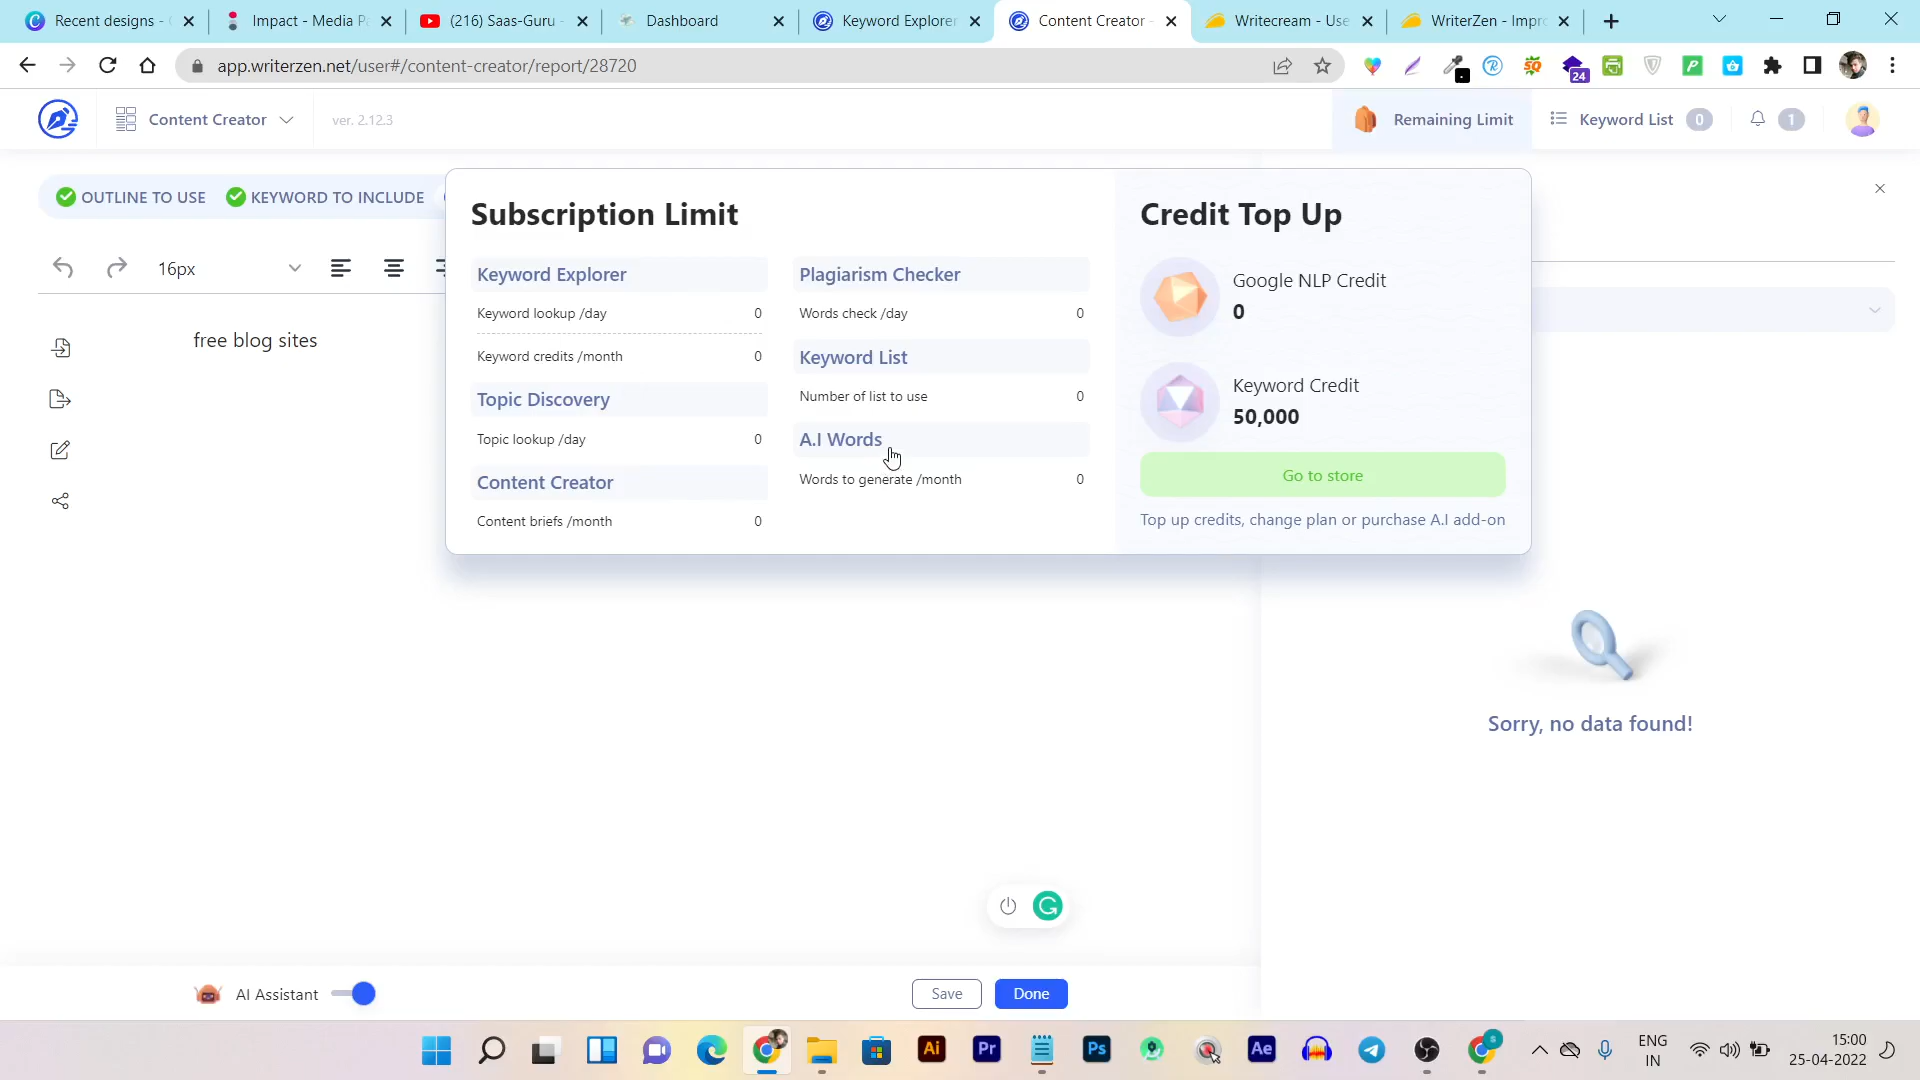 Recent designs -
Impact - Media P
(216) Saas-Guru -
Dashboard
Keyword Explorer
Content Creator -
Writecream - Use
WriterZen - Impro
app.writerzen.net/user#/content-creator/report/28720
24
Content Creator
ver. 2.12.3
Remaining Limit
Keyword List 0
1
OUTLINE TO USE
KEYWORD TO INCLUDE
16px
free blog sites
Subscription Limit
Keyword Explorer
Keyword lookup /day 0
Keyword credits /month 0
Topic Discovery
Topic lookup /day 0
Content Creator
Content briefs /month 0
Plagiarism Checker
Words check /day 0
Keyword List
Number of list to use 0
A.I Words
Words to generate /month 0
Credit Top Up
Google NLP Credit
0
Keyword Credit
50,000
Go to store
Top up credits, change plan or purchase A.I add-on
Sorry, no data found!
AI Assistant
Save
Done
Ai
Pr
Ps
Ae
ENG
IN
15:00
25-04-2022